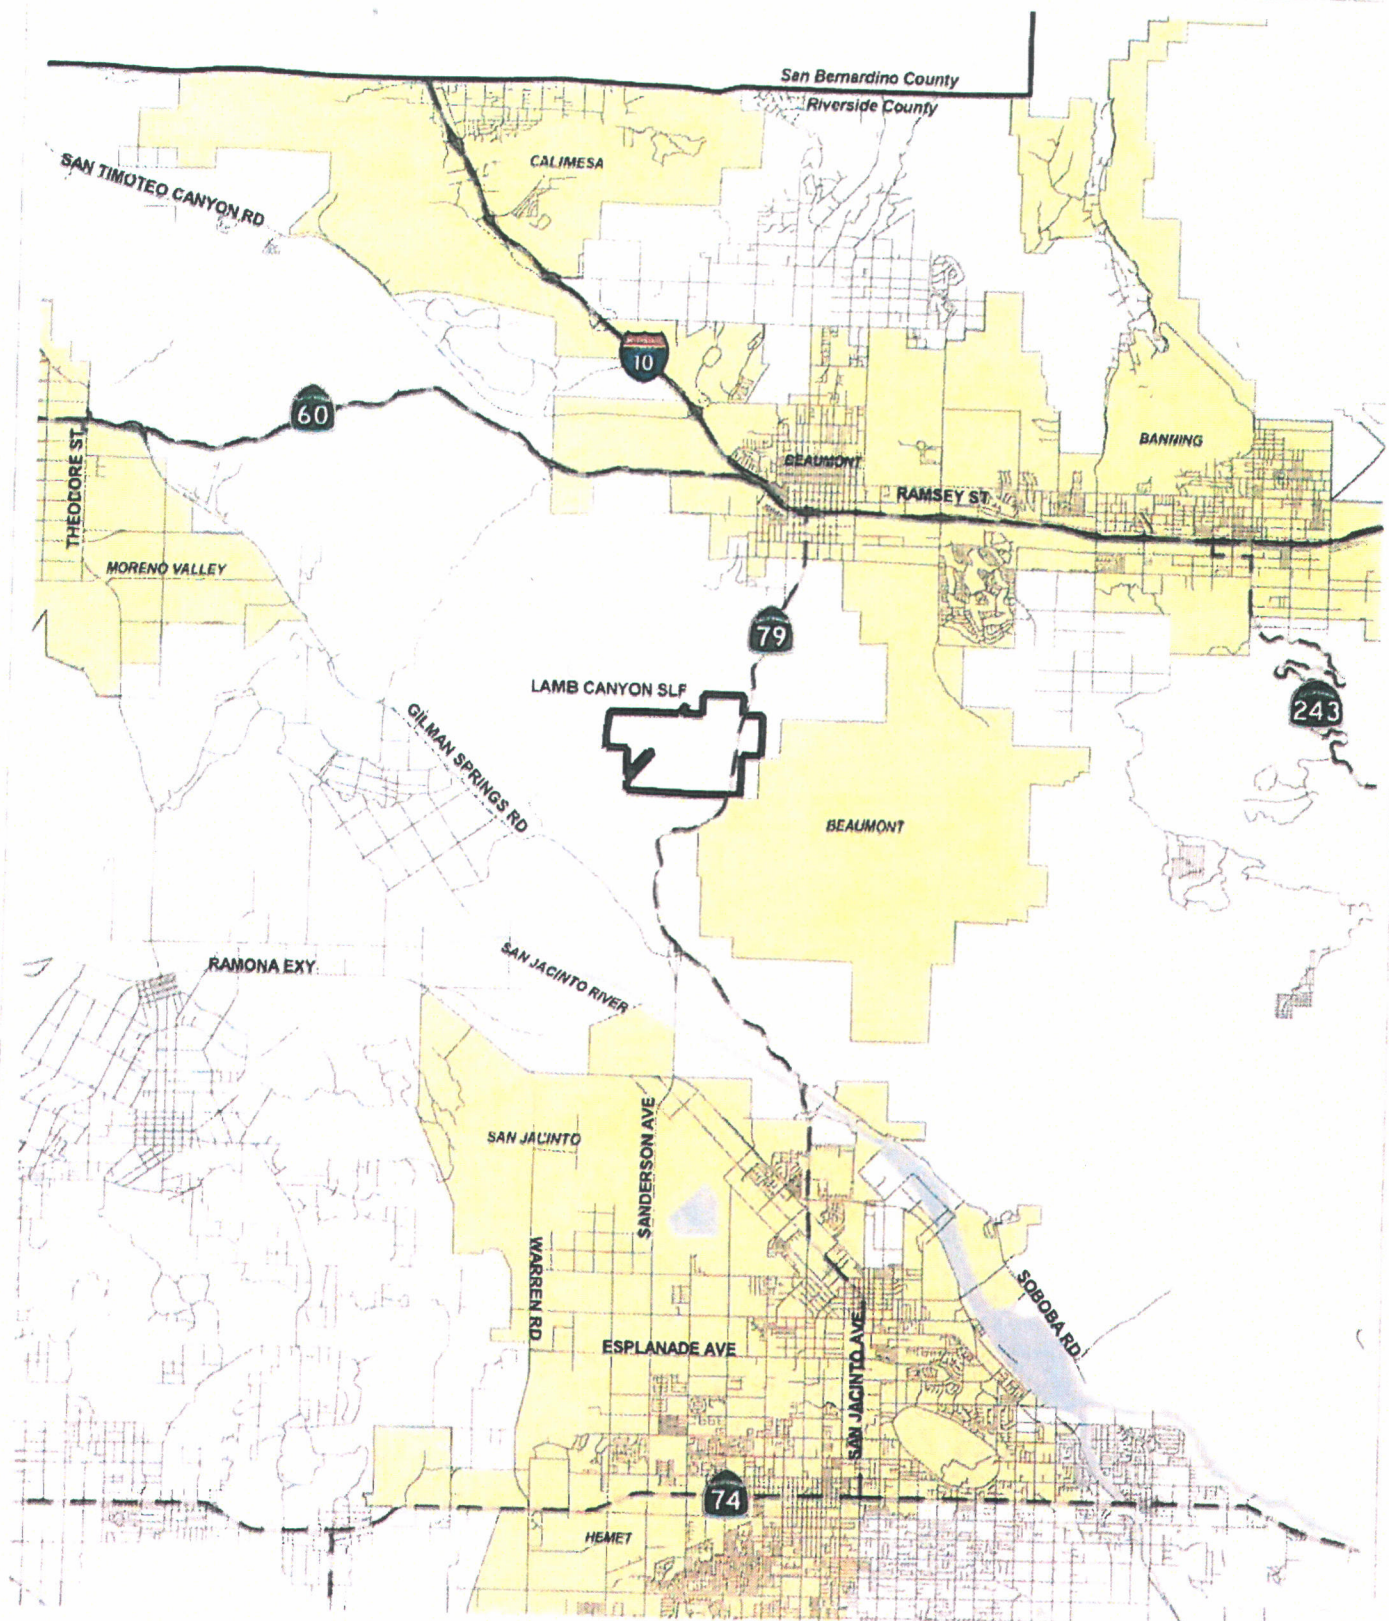 San Bernardino County
Riverside County
CALIMESA
SAN TIMOTEO CANYON RD
10
60
BANNING
BEAUMONT
THEODORE ST
RAMSEY ST
MORENO VALLEY
79
LAMB CANYON SLF
243
GILMAN SPRINGS RD
BEAUMONT
RAMONA EXY
SAN JACINTO RIVER
SAN JACINTO
SANDERSON AVE
WARREN RD
SOBOBA RD
ESPLANADE AVE
SAN JACINTO AVE
74
HEMET